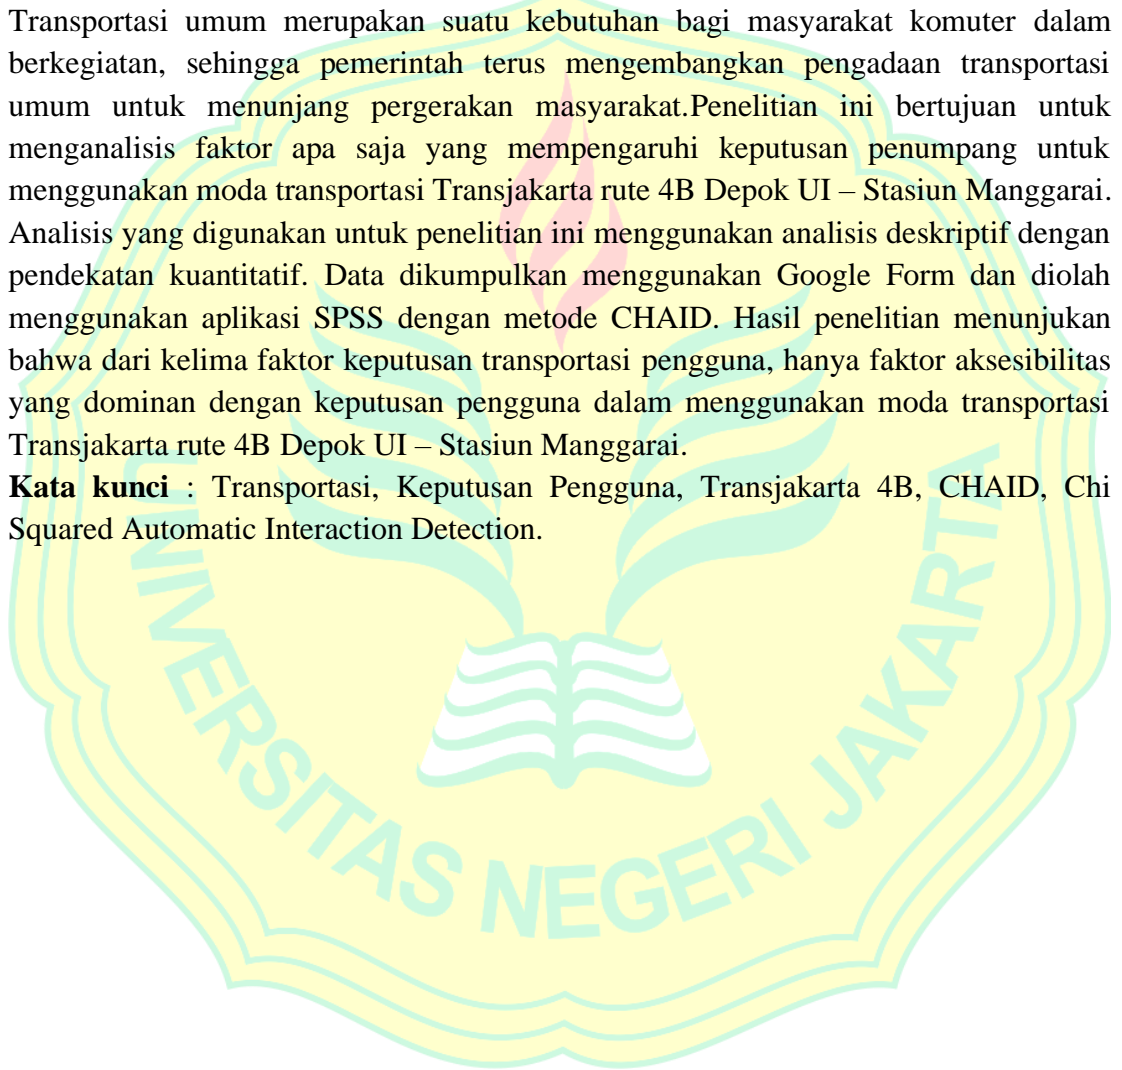 Transportasi umum merupakan suatu kebutuhan bagi masyarakat komuter dalam
berkegiatan, sehingga pemerintah terus mengembangkan pengadaan transportasi
umum untuk menunjang pergerakan masyarakat.Penelitian ini bertujuan untuk
menganalisis faktor apa saja yang mempengaruhi keputusan penumpang untuk
menggunakan moda transportasi Transjakarta rute 4B Depok UI – Stasiun Manggarai.
Analisis yang digunakan untuk penelitian ini menggunakan analisis deskriptif dengan
pendekatan kuantitatif. Data dikumpulkan menggunakan Google Form dan diolah
menggunakan aplikasi SPSS dengan metode CHAID. Hasil penelitian menunjukan
bahwa dari kelima faktor keputusan transportasi pengguna, hanya faktor aksesibilitas
yang dominan dengan keputusan pengguna dalam menggunakan moda transportasi
Transjakarta rute 4B Depok UI – Stasiun Manggarai.
Kata kunci : Transportasi, Keputusan Pengguna, Transjakarta 4B, CHAID, Chi
Squared Automatic Interaction Detection.
UNIVERSITAS NEGERI JAKARTA